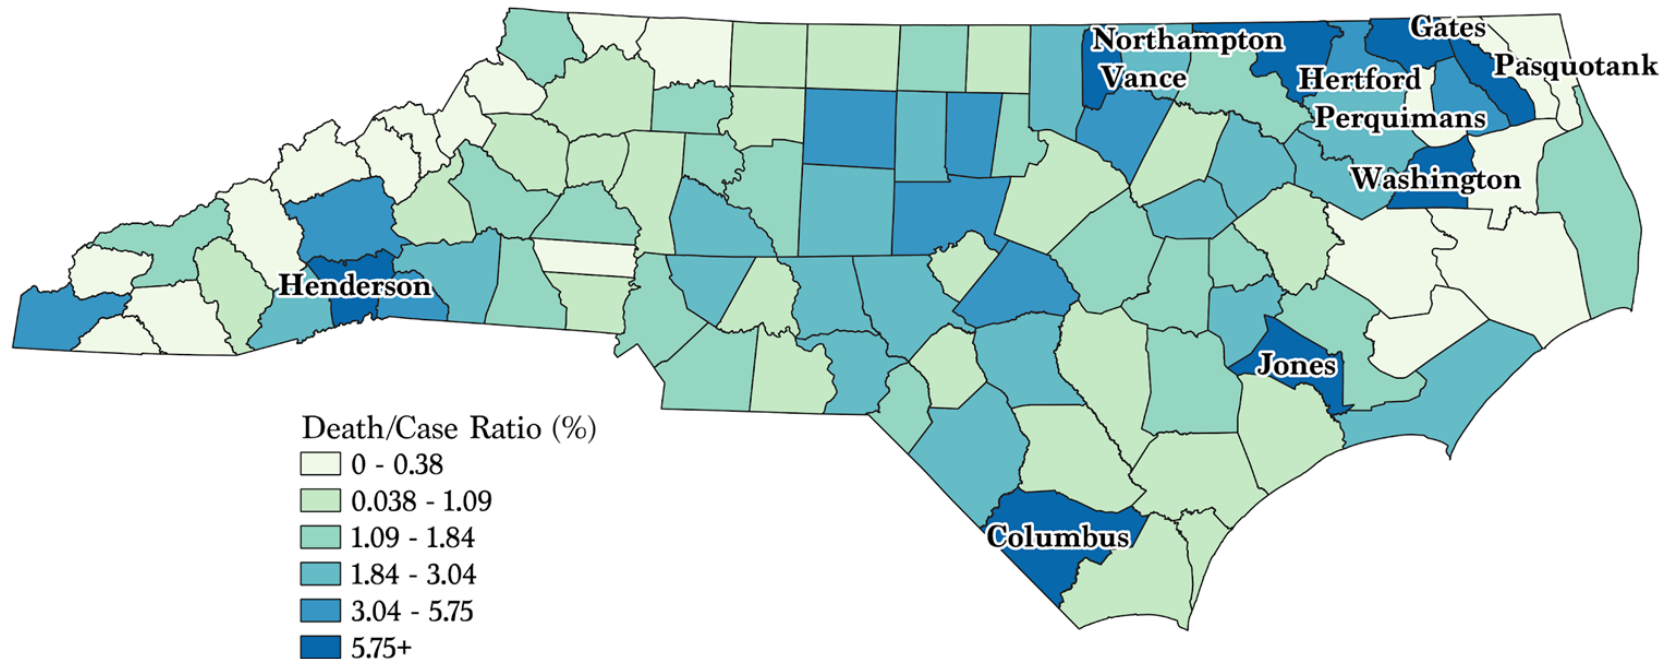 Gates
Northampton
Pasquotank
Vance
Hertford
Perquimans
Washington
Henderson
Jones
Columbus
Death/Case Ratio (%)
0 - 0.38
0.038 - 1.09
1.09 - 1.84
1.84 - 3.04
3.04 - 5.75
5.75+